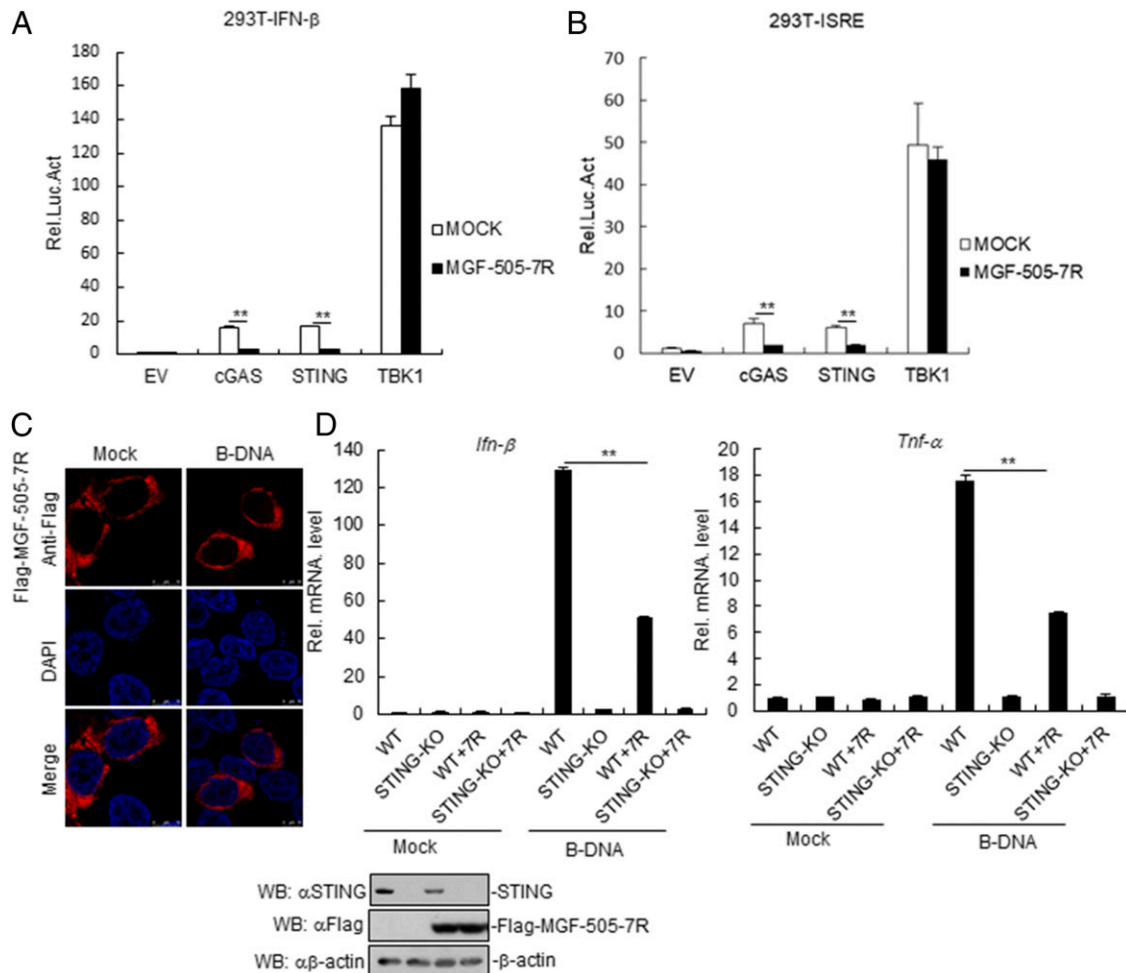 A
293T-IFN-β
Rel.Luc.Act
180
160
140
120
100
80
60
40
20
0
EV
cGAS
STING
TBK1
**
**
MOCK
MGF-505-7R
B
293T-ISRE
Rel.Luc.Act
70
60
50
40
30
20
10
0
EV
cGAS
STING
TBK1
**
**
MOCK
MGF-505-7R
C
Mock
B-DNA
Flag-MGF-505-7R
Anti-Flag
DAPI
Merge
D
Ifn-β
Rel. mRNA. level
140
120
100
80
60
40
20
0
**
WT
STING-KO
WT+7R
STING-KO+7R
WT
STING-KO
WT+7R
STING-KO+7R
Mock
B-DNA
Tnf-α
Rel. mRNA. level
20
18
16
14
12
10
8
6
4
2
0
**
WT
STING-KO
WT+7R
STING-KO+7R
WT
STING-KO
WT+7R
STING-KO+7R
Mock
B-DNA
WB: αSTING -STING
WB: αFlag -Flag-MGF-505-7R
WB: αβ-actin -β-actin